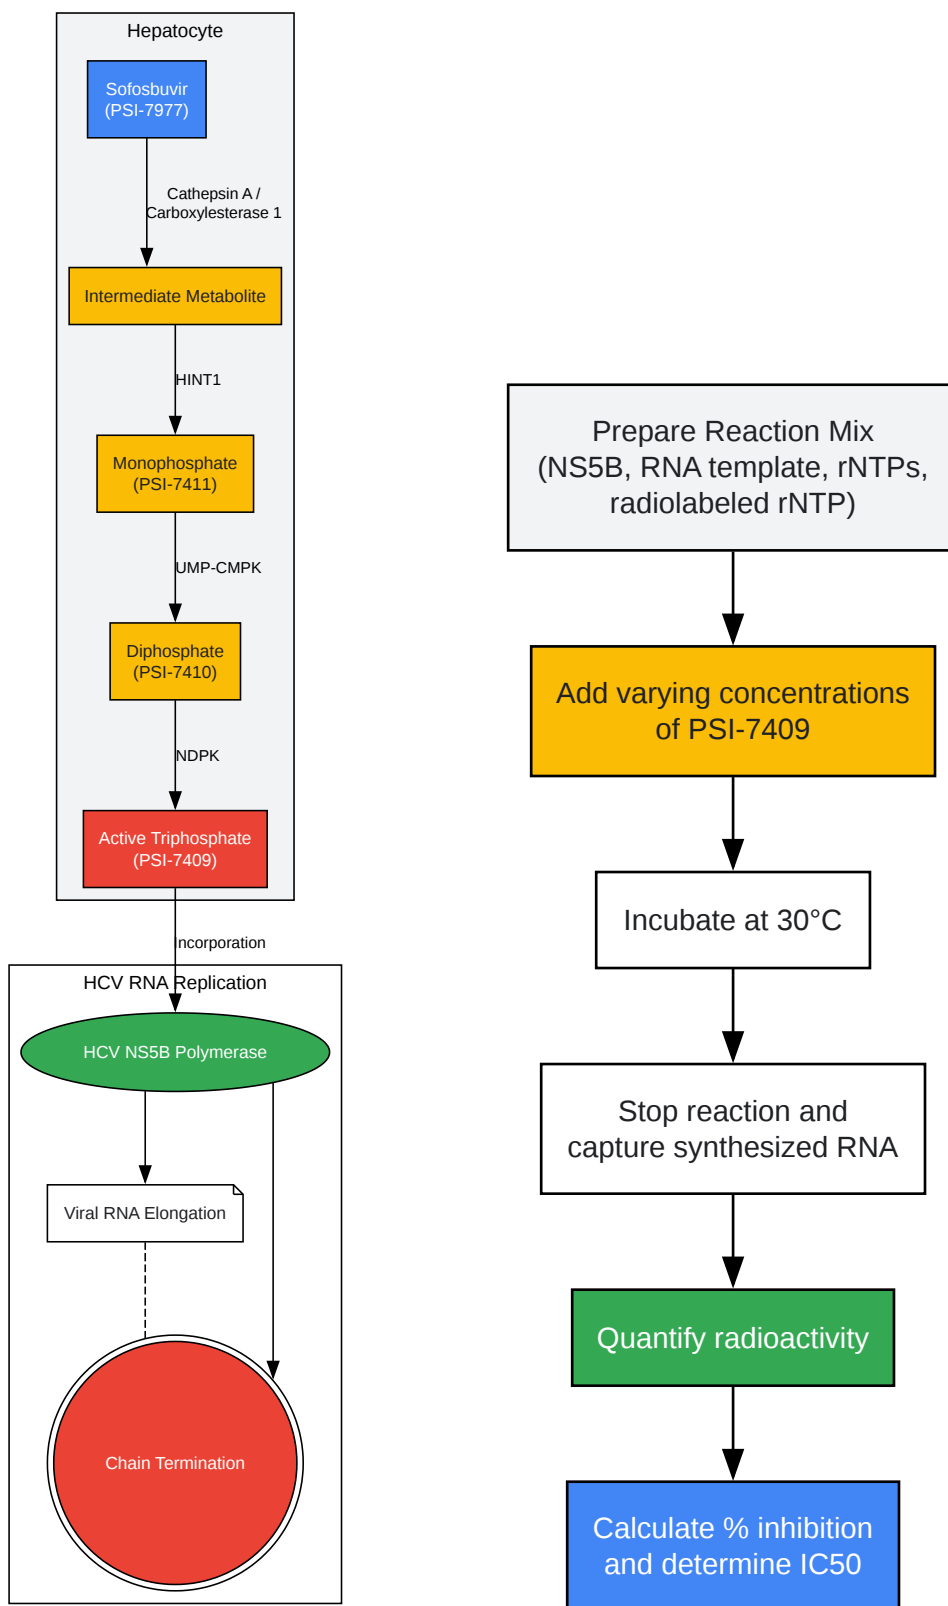 Hepatocyte
Sofosbuvir
(PSI-7977)
Cathepsin A /
Carboxylesterase 1
Intermediate Metabolite
HINT1
Monophosphate
(PSI-7411)
UMP-CMPK
Diphosphate
(PSI-7410)
NDPK
Active Triphosphate
(PSI-7409)
Incorporation
HCV RNA Replication
HCV NS5B Polymerase
Viral RNA Elongation
Chain Termination
Prepare Reaction Mix
(NS5B, RNA template, rNTPs,
radiolabeled rNTP)
Add varying concentrations
of PSI-7409
Incubate at 30°C
Stop reaction and
capture synthesized RNA
Quantify radioactivity
Calculate % inhibition
and determine IC50